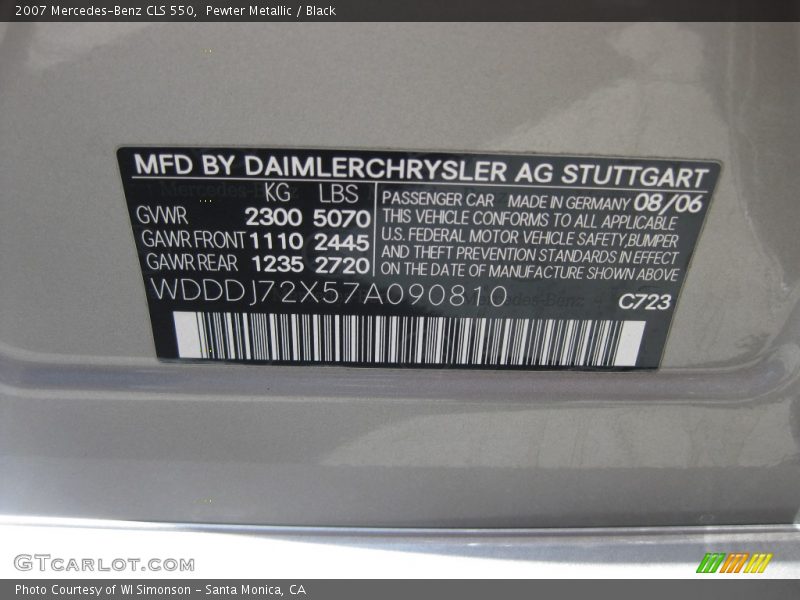 2007 Mercedes-Benz CLS 550,  Pewter Metallic / Black
MFD BY DAIMLERCHRYSLER AG STUTTGART
KG LBS
GVWR 2300 5070
GAWR FRONT 1110 2445
GAWR REAR 1235 2720
PASSENGER CAR MADE IN GERMANY 08/06
THIS VEHICLE CONFORMS TO ALL APPLICABLE
U.S. FEDERAL MOTOR VEHICLE SAFETY, BUMPER
AND THEFT PREVENTION STANDARDS IN EFFECT
ON THE DATE OF MANUFACTURE SHOWN ABOVE
WDDDJ72X57A090810
C723
GTCARLOT.COM
Photo Courtesy of WI Simonson - Santa Monica, CA